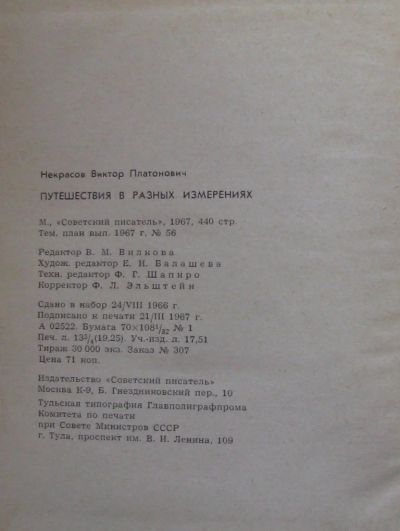 Некрасов Виктор Платонович
ПУТЕШЕСТВИЯ В РАЗНЫХ ИЗМЕРЕНИЯХ
М., «Советский писатель», 1967, 440 стр.
Тем. план вып. 1967 г. № 56
Редактор В. М. Вилкова
Худож. редактор Е. И. Балашева
Техн. редактор Ф. Г. Шапиро
Корректор Ф. Л. Эльштейн
Сдано в набор 24/VIII 1966 г.
Подписано к печати 21/III 1967 г.
А 02522. Бумага 70×108 1/32 № 1
Печ. л. 13 3/4 (19,25). Уч.-изд. л. 17,51
Тираж 30 000 экз. Заказ № 307
Цена 71 коп.
Издательство «Советский писатель»
Москва К-9, Б. Гнездниковский пер., 10
Тульская типография Главполиграфпрома
Комитета по печати
при Совете Министров СССР
г. Тула, проспект им. В. И. Ленина, 109